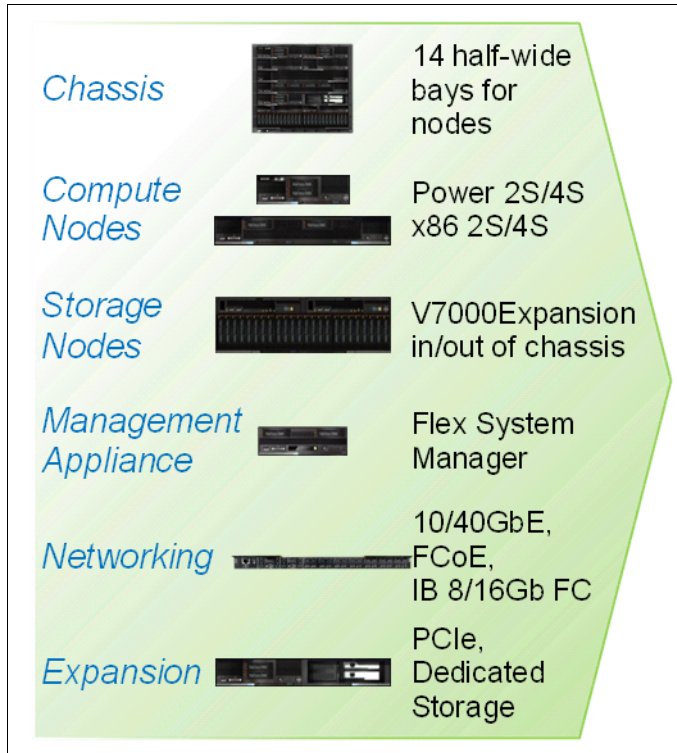 Chassis
14 half-wide
bays for
nodes
Compute
Nodes
Power 2S/4S
x86 2S/4S
Storage
Nodes
V7000Expansion
in/out of chassis
Management
Appliance
Flex System
Manager
Networking
10/40GbE,
FCoE,
IB 8/16Gb FC
Expansion
PCIe,
Dedicated
Storage